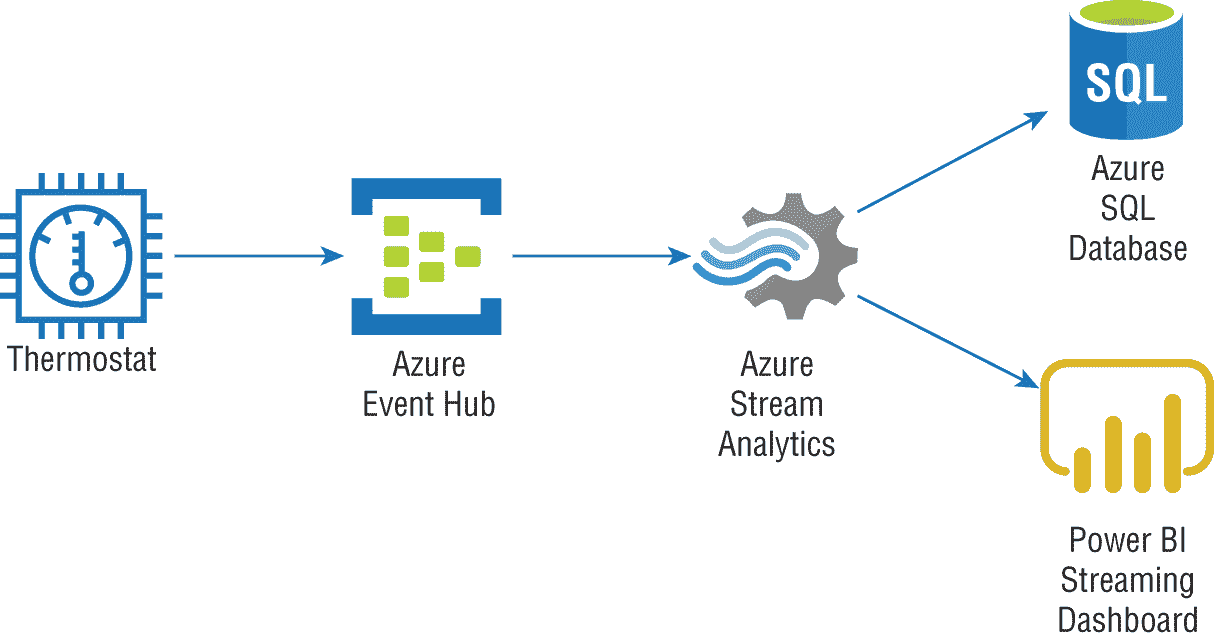 Thermostat
Azure
Event Hub
Azure
Stream
Analytics
SQL
Azure
SQL
Database
Power BI
Streaming
Dashboard